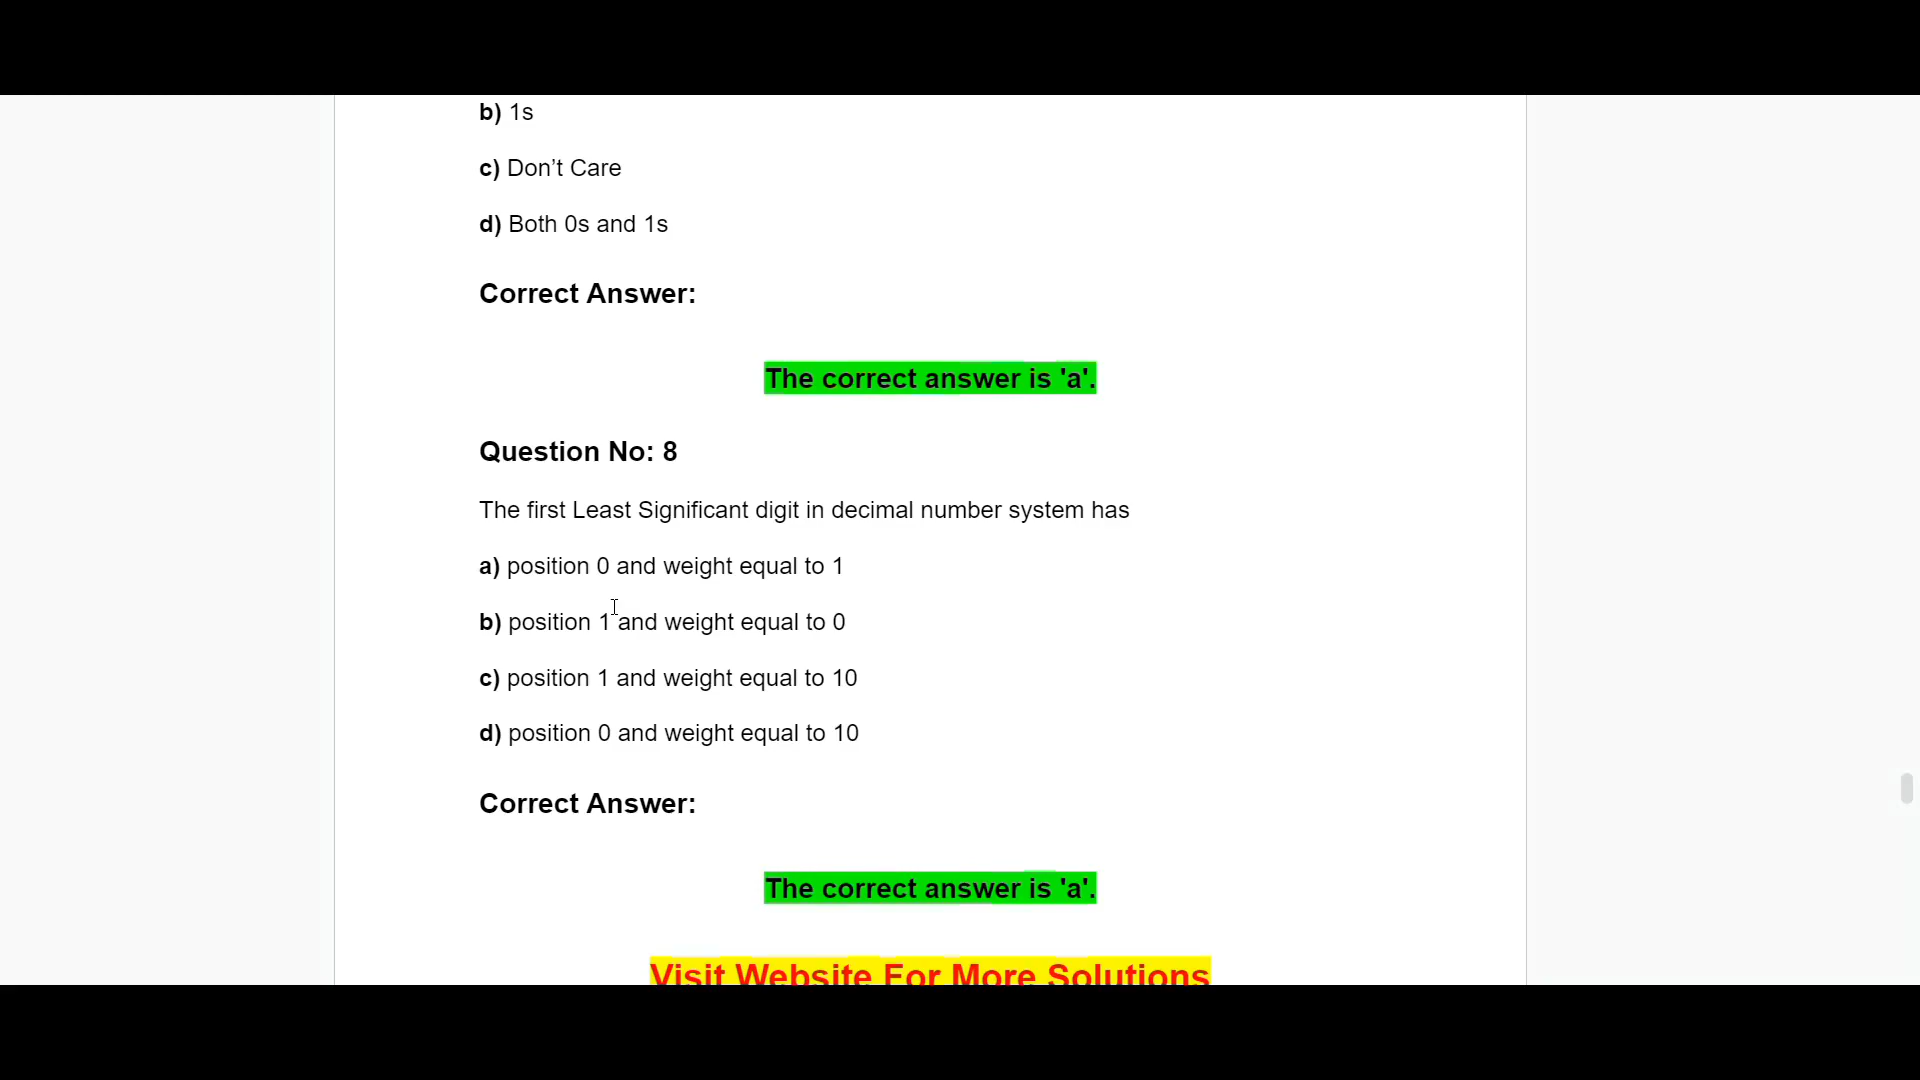 b) 1s
c) Don’t Care
d) Both 0s and 1s
Correct Answer:
The correct answer is 'a'.
Question No: 8
The first Least Significant digit in decimal number system has
a) position 0 and weight equal to 1
b) position 1 and weight equal to 0
c) position 1 and weight equal to 10
d) position 0 and weight equal to 10
Correct Answer:
The correct answer is 'a'.
Visit Website For More Solutions